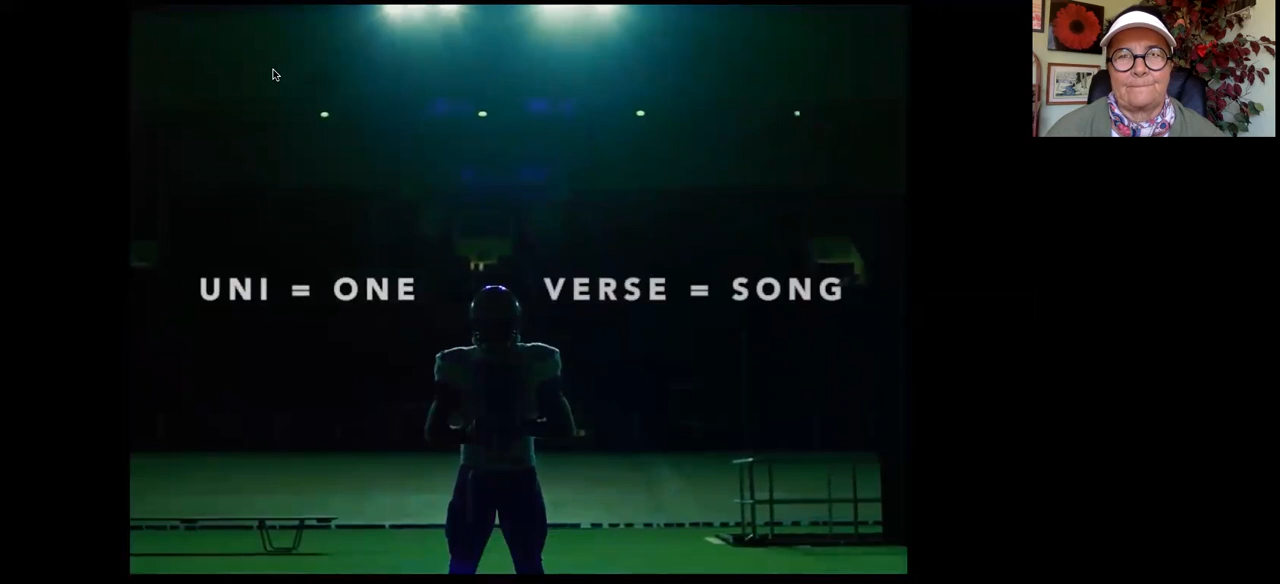 UNI = ONE VERSE = SONG